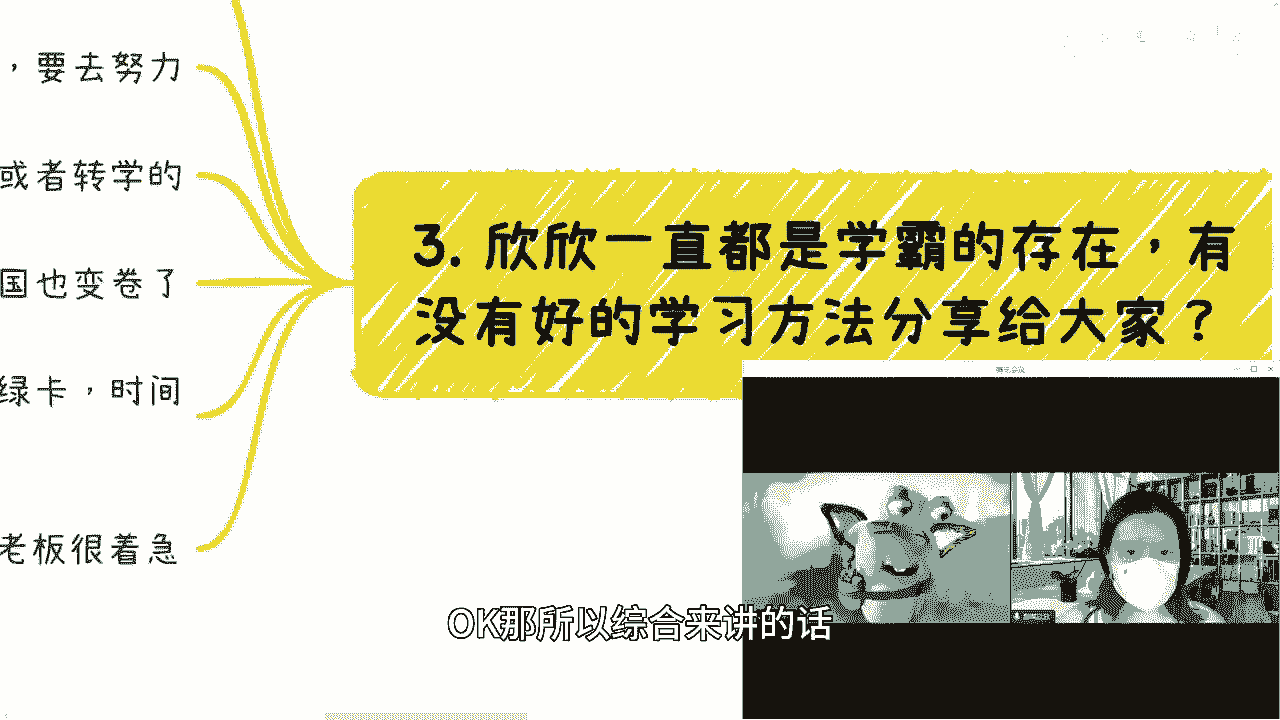 ，要去努力
或者转学的
国也变卷了
绿卡，时间
老板很着急
3. 欣欣一直都是学霸的存在，有
没有好的学习方法分享给大家？
OK那所以综合来讲的话